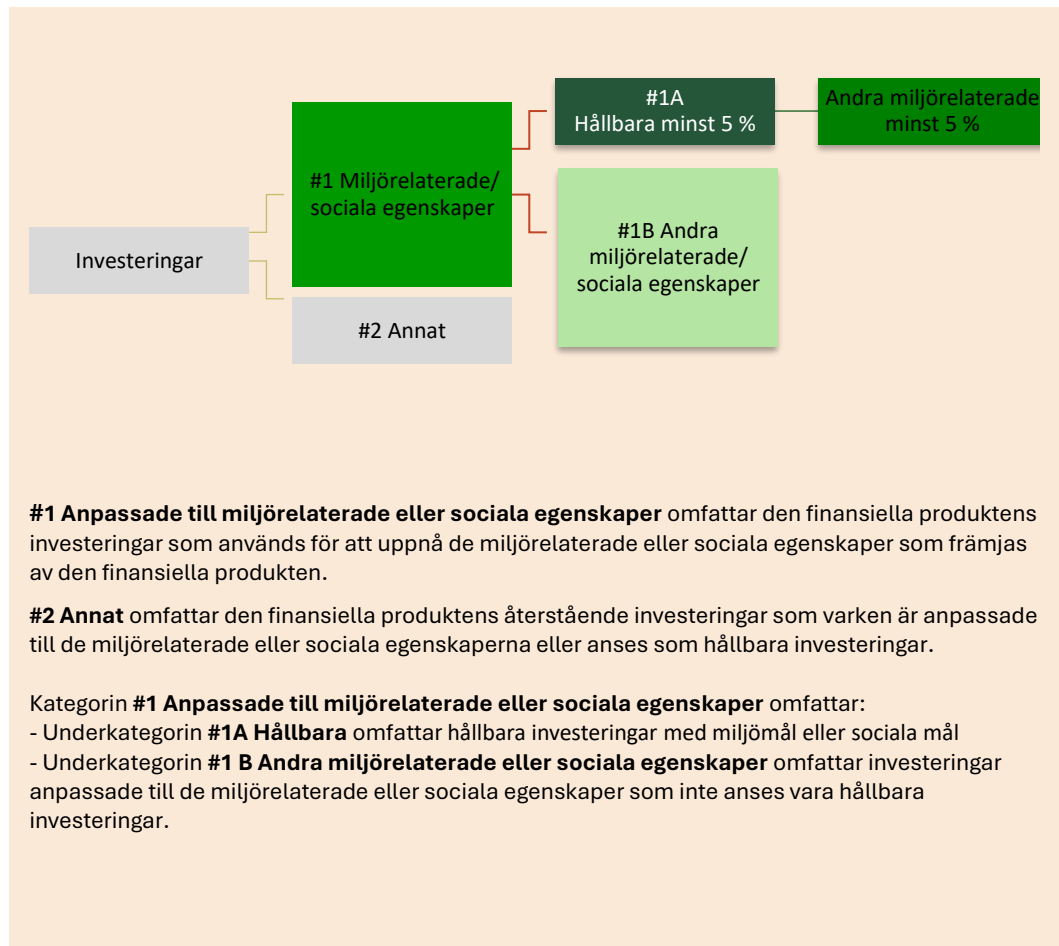 #1A
Hållbara minst 5 %
Andra miljörelaterade
minst 5 %
#1 Miljörelaterade/
sociala egenskaper
#1B Andra
miljörelaterade/
sociala egenskaper
Investeringar
#2 Annat
#1 Anpassade till miljörelaterade eller sociala egenskaper omfattar den finansiella produktens
investeringar som används för att uppnå de miljörelaterade eller sociala egenskaper som främjas
av den finansiella produkten.
#2 Annat omfattar den finansiella produktens återstående investeringar som varken är anpassade
till de miljörelaterade eller sociala egenskaperna eller anses som hållbara investeringar.
Kategorin #1 Anpassade till miljörelaterade eller sociala egenskaper omfattar:
- Underkategorin #1A Hållbara omfattar hållbara investeringar med miljömål eller sociala mål
- Underkategorin #1 B Andra miljörelaterade eller sociala egenskaper omfattar investeringar
anpassade till de miljörelaterade eller sociala egenskaper som inte anses vara hållbara
investeringar.